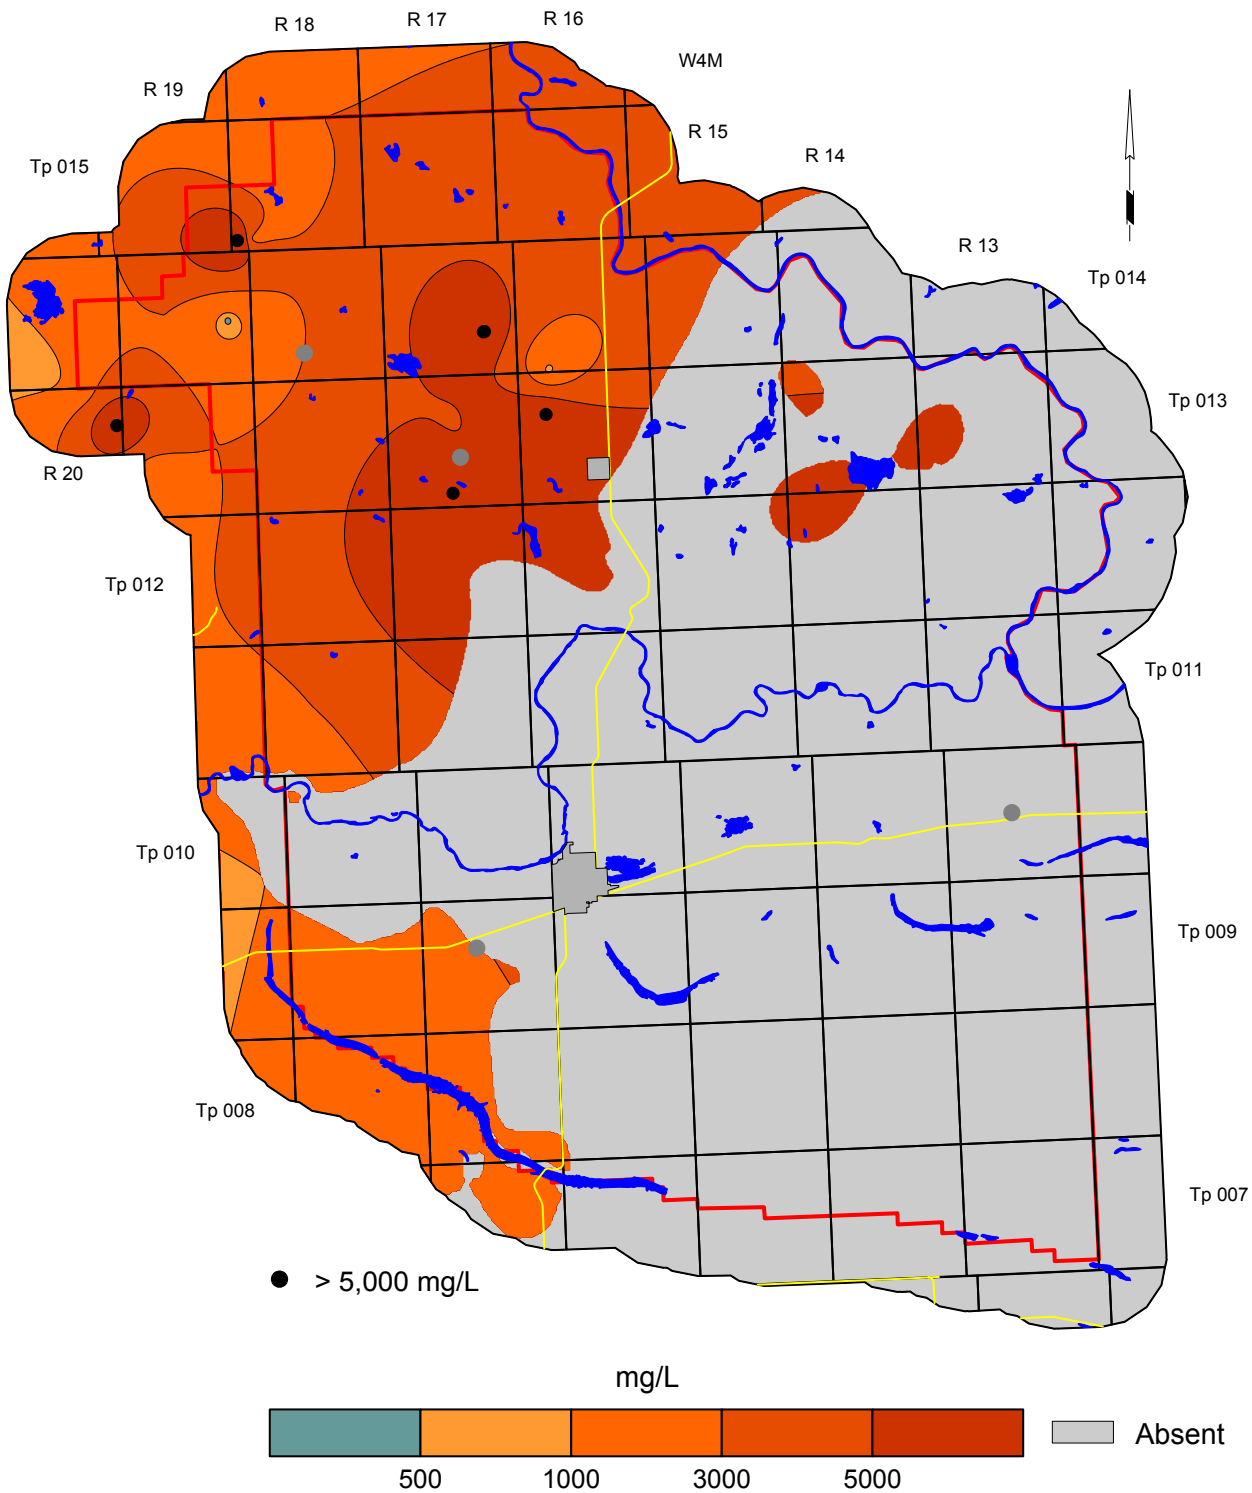 R 16
R 17
R 18
W4M
R 19
R 15
R 14
Tp 015
R 13
Tp 014
Tp 013
R 20
Tp 012
Tp 011
Tp 010
Tp 009
Tp 008
Tp 007
> 5,000 mg/L
mg/L
Absent
500 1000 3000 5000